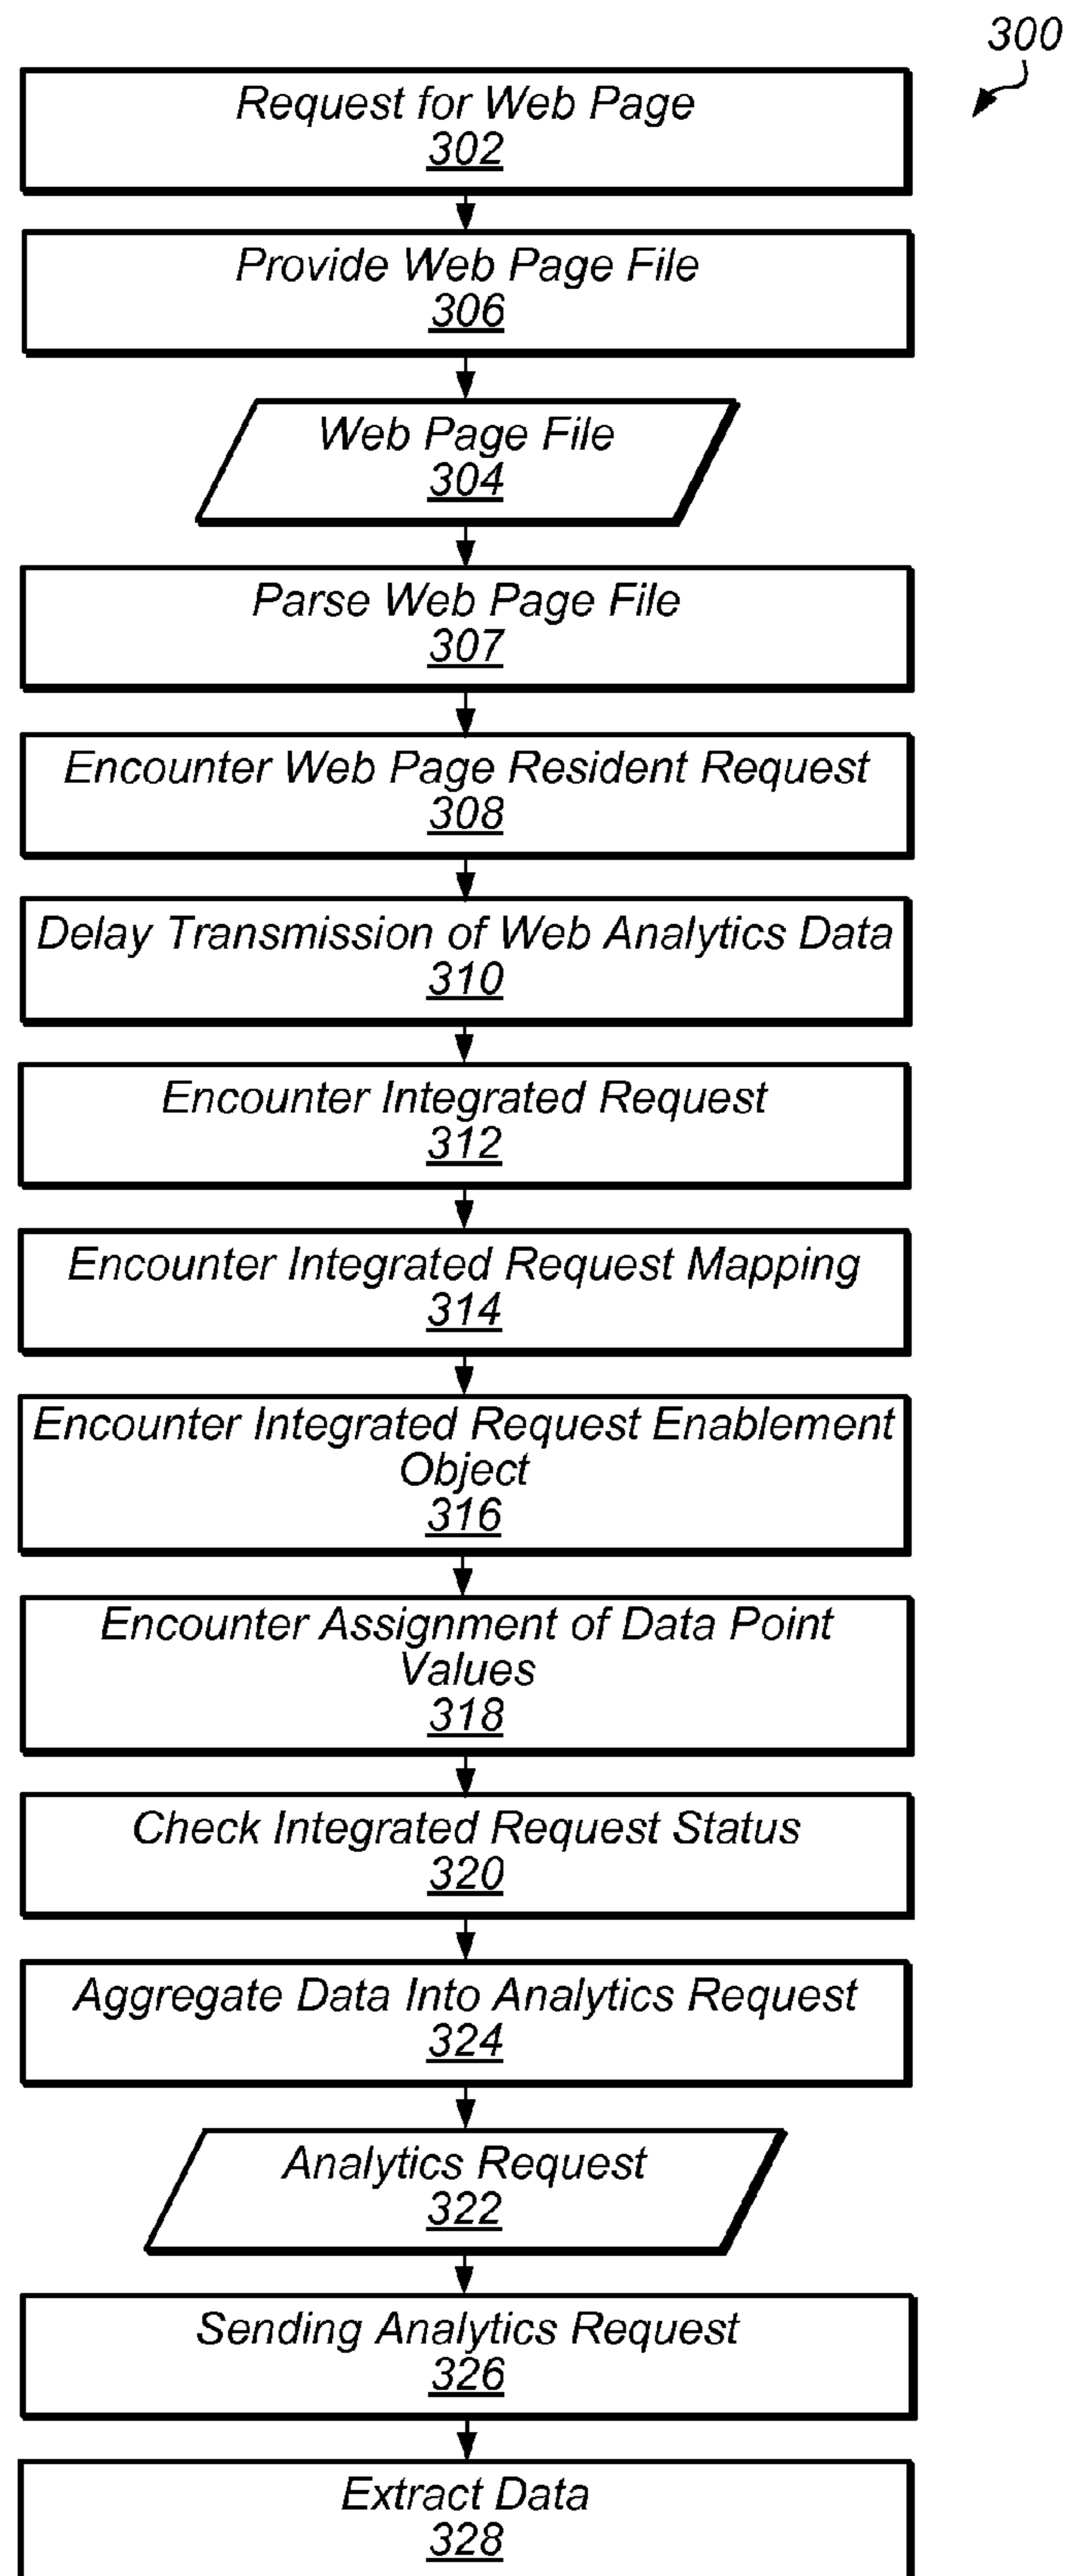 300
Request for Web Page
302
Provide Web Page File
306
Web Page File
304
Parse Web Page File
307
Encounter Web Page Resident Request
308
Delay Transmission of Web Analytics Data
310
Encounter Integrated Request
312
Encounter Integrated Request Mapping
314
Encounter Integrated Request Enablement
Object
316
Encounter Assignment of Data Point
Values
318
Check Integrated Request Status
320
Aggregate Data Into Analytics Request
324
Analytics Request
322
Sending Analytics Request
326
Extract Data
328